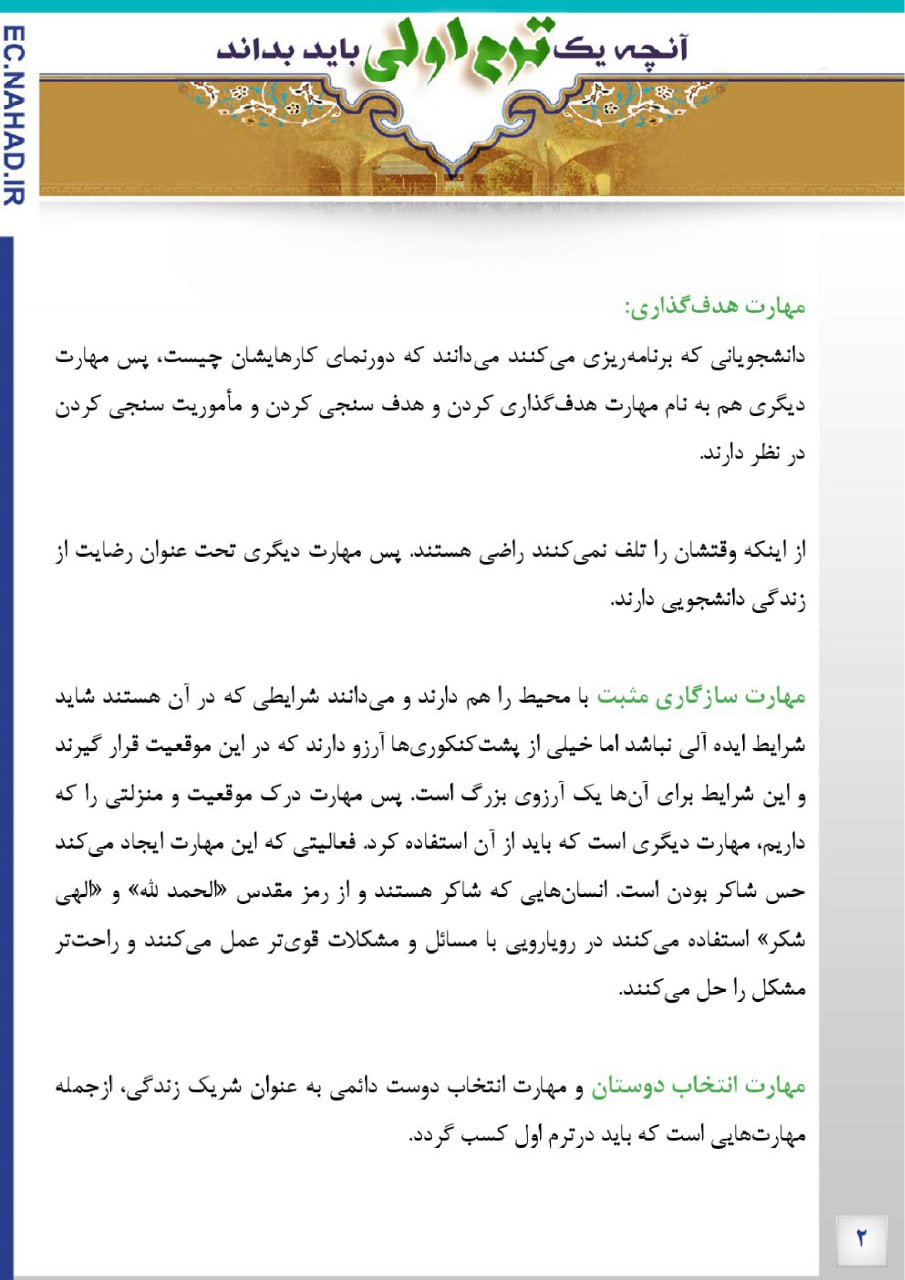 آنچه یک ترم اولی باید بداند
EC.NAHAD.IR
مهارت هدف‌گذاری:
دانشجویانی که برنامه‌ریزی می‌کنند می‌دانند که دورنمای کارهایشان چیست، پس مهارت
دیگری هم به نام مهارت هدف‌گذاری کردن و هدف سنجی کردن و مأموریت سنجی کردن
در نظر دارند.
از اینکه وقتشان را تلف نمی‌کنند راضی هستند. پس مهارت دیگری تحت عنوان رضایت از
زندگی دانشجویی دارند.
مهارت سازگاری مثبت با محیط را هم دارند و می‌دانند شرایطی که در آن هستند شاید
شرایط ایده آلی نباشد اما خیلی از پشت‌کنکوری‌ها آرزو دارند که در این موقعیت قرار گیرند
و این شرایط برای آن‌ها یک آرزوی بزرگ است. پس مهارت درک موقعیت و منزلتی را که
داریم، مهارت دیگری است که باید از آن استفاده کرد. فعالیتی که این مهارت ایجاد می‌کند
حس شاکر بودن است. انسان‌هایی که شاکر هستند و از رمز مقدس «الحمد لله» و «الهی
شکر» استفاده می‌کنند در رویارویی با مسائل و مشکلات قوی‌تر عمل می‌کنند و راحت‌تر
مشکل را حل می‌کنند.
مهارت انتخاب دوستان و مهارت انتخاب دوست دائمی به عنوان شریک زندگی، ازجمله
مهارت‌هایی است که باید درترم اول کسب گردد.
۲